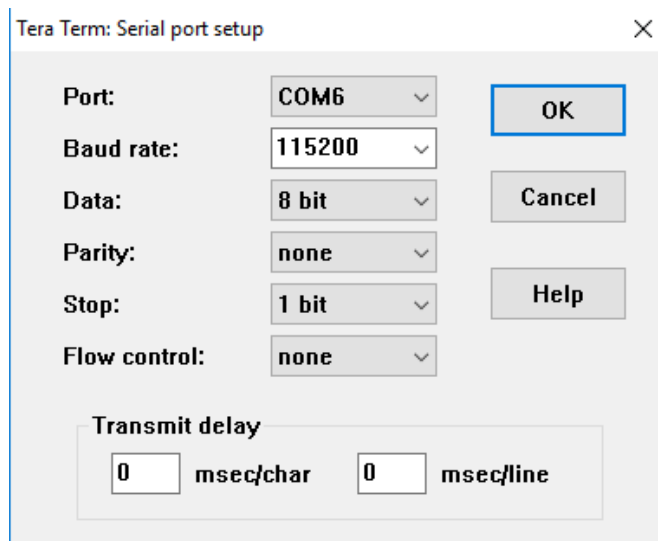 Tera Term: Serial port setup
Port: COM6
OK
Baud rate: 115200
Data: 8 bit
Cancel
Parity: none
Stop: 1 bit
Help
Flow control: none
Transmit delay
0 msec/char 0 msec/line